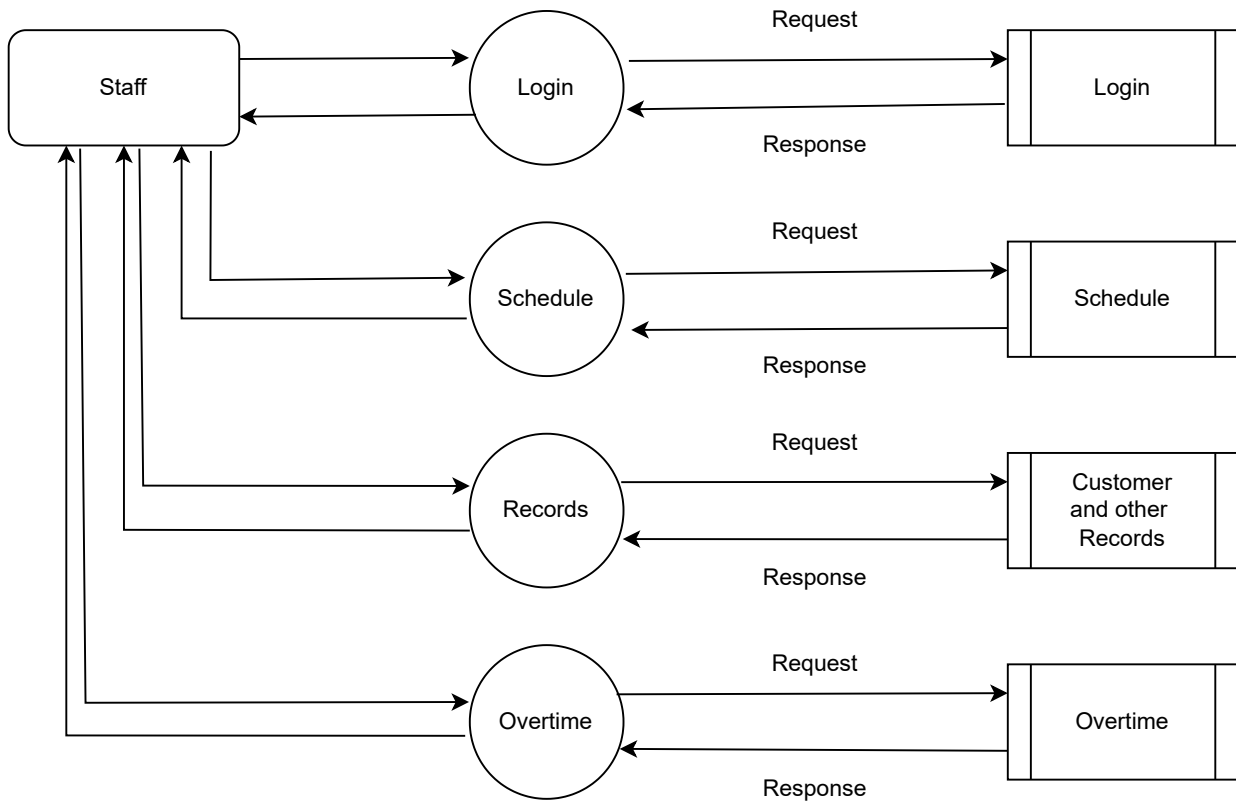 Request
Staff
Login
Login
Response
Request
Schedule
Schedule
Response
Request
Records
Customer
and other
Records
Response
Request
Overtime
Overtime
Response